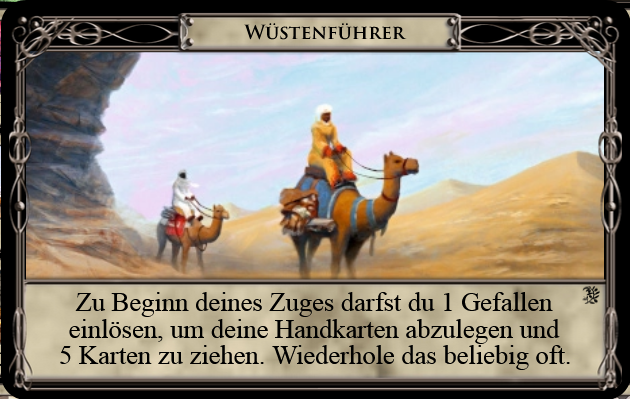 Wüstenführer
Zu Beginn deines Zuges darfst du 1 Gefallen
einlösen, um deine Handkarten abzulegen und
5 Karten zu ziehen. Wiederhole das beliebig oft.